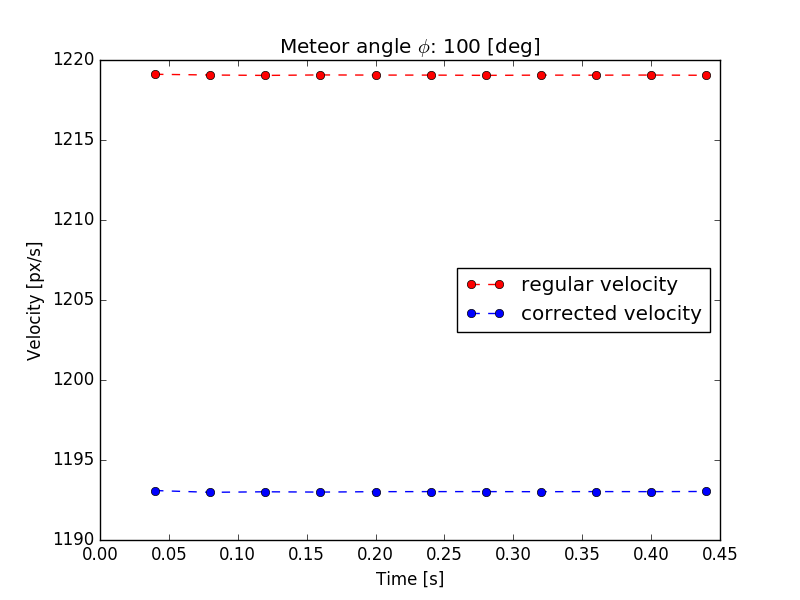 Meteor angle ϕ: 100 [deg]
1220
1215
1210
1205
1200
1195
1190
Velocity [px/s]
regular velocity
corrected velocity
0.00 0.05 0.10 0.15 0.20 0.25 0.30 0.35 0.40 0.45
Time [s]